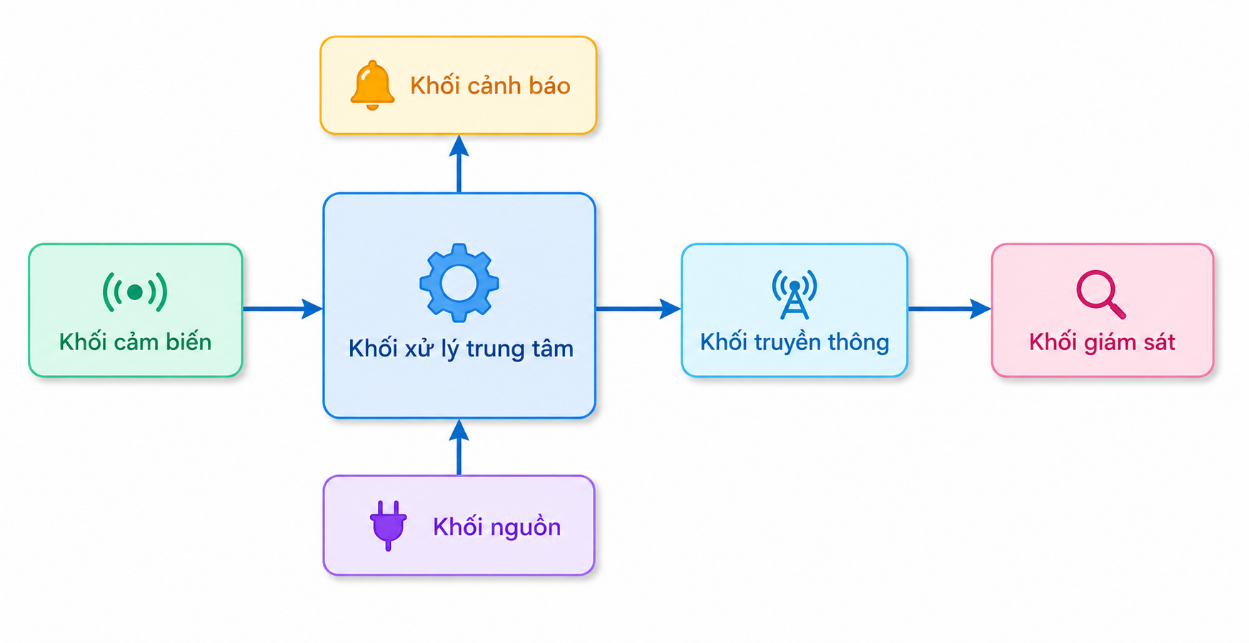 Khối cảnh báo
Khối cảm biến
Khối xử lý trung tâm
Khối truyền thông
Khối giám sát
Khối nguồn